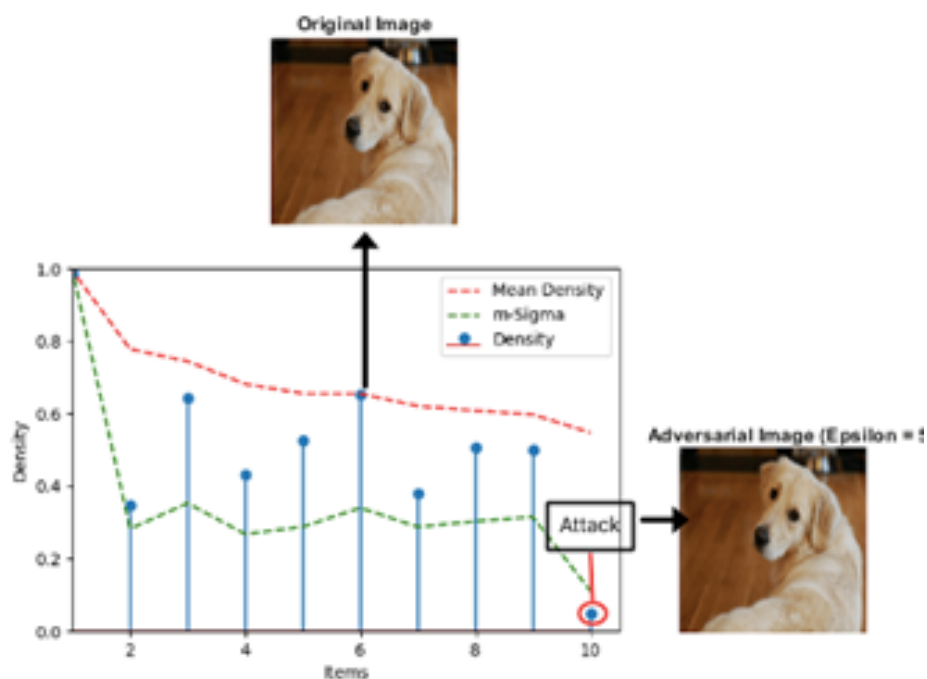 Original Image
1.0
0.8
0.6
0.4
0.2
0.0
Density
Mean Density
m-Sigma
Density
Attack
Adversarial Image (Epsilon = 5
2
4
6
8
10
Items